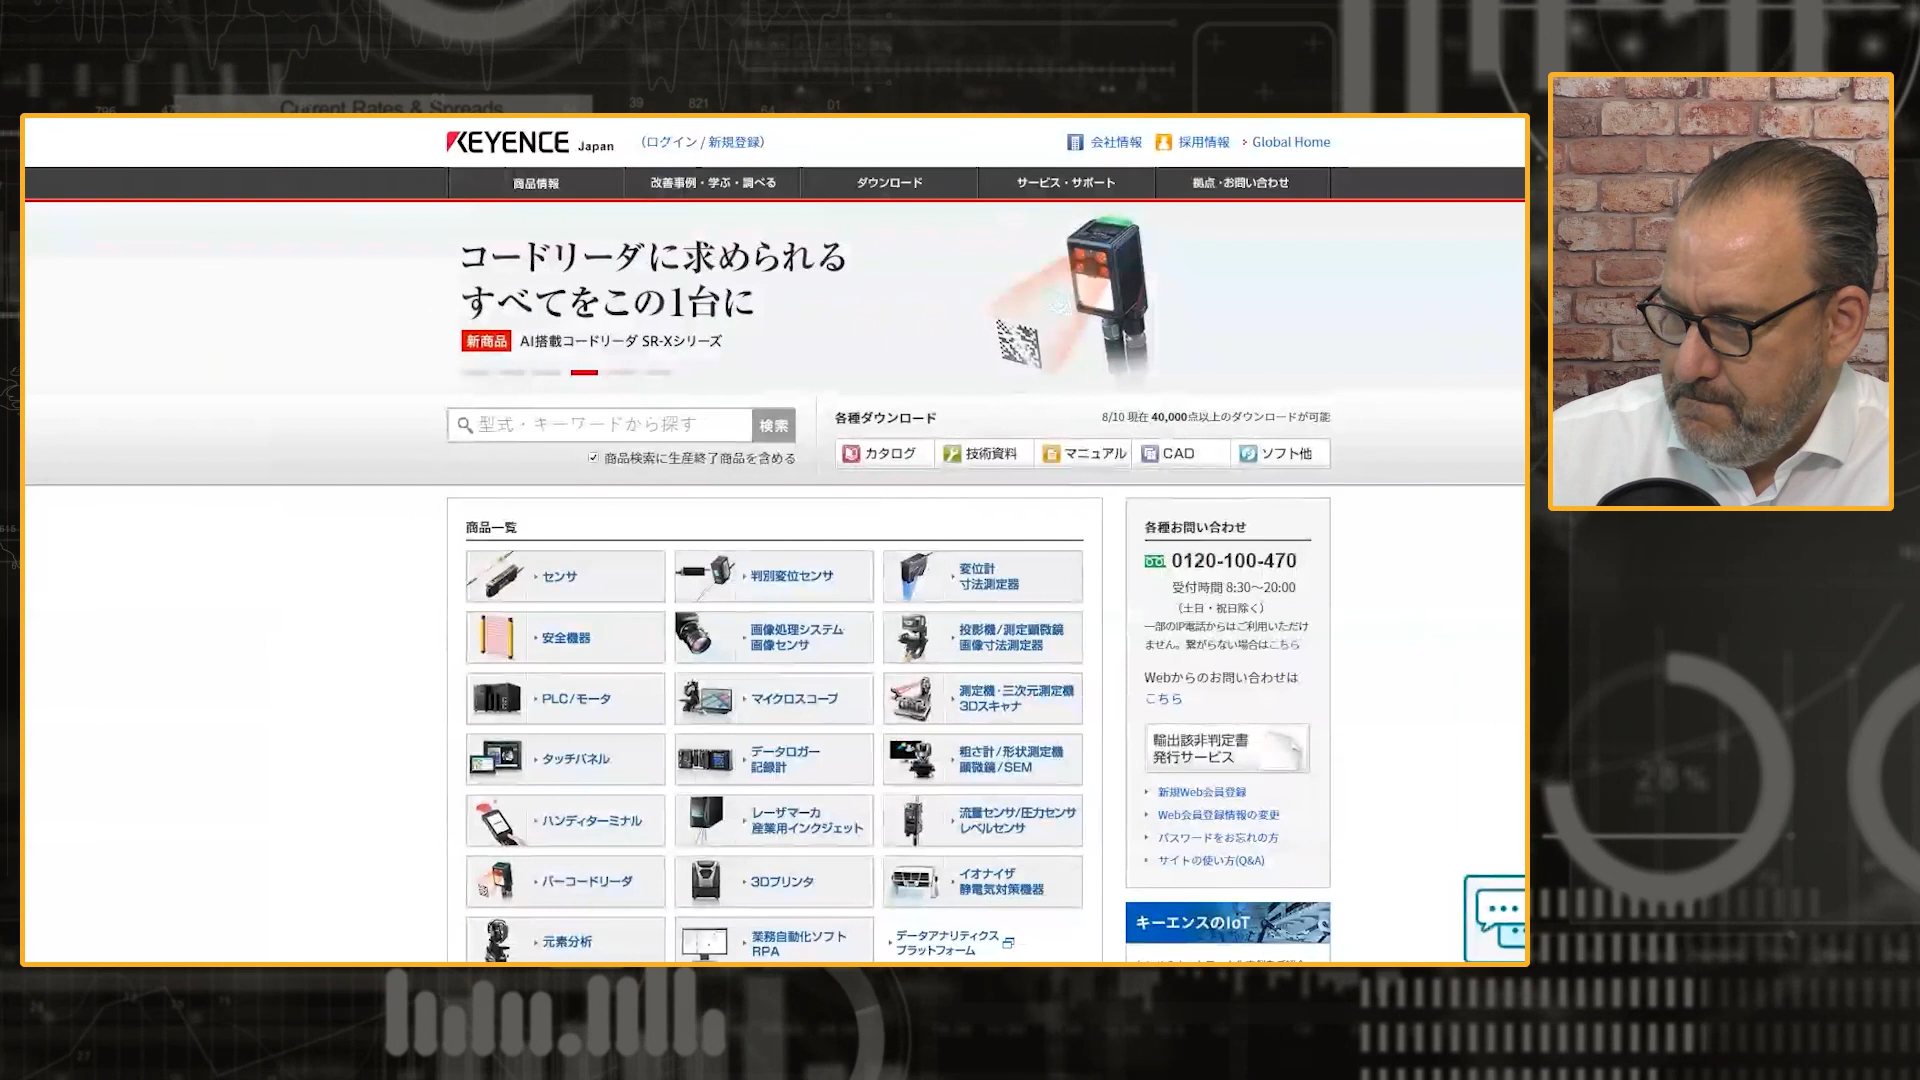 Current Rates & Spreads
39
821
64
01
KEYENCE Japan
（ログイン / 新規登録）
会社情報
採用情報
Global Home
商品情報
改善事例・学ぶ・調べる
ダウンロード
サービス・サポート
拠点・お問い合わせ
コードリーダに求められる
すべてをこの1台に
新商品 AI搭載コードリーダ SR-Xシリーズ
型式・キーワードから探す
検索
商品検索に生産終了商品を含める
各種ダウンロード
8/10 現在 40,000点以上のダウンロードが可能
カタログ
技術資料
マニュアル
CAD
ソフト他
商品一覧
センサ
判別変位センサ
変位計
寸法測定器
安全機器
画像処理システム
画像センサ
投影機/測定顕微鏡
画像寸法測定器
PLC/モータ
マイクロスコープ
測定機・三次元測定機
3Dスキャナ
タッチパネル
データロガー
記録計
粗さ計/形状測定機
顕微鏡/SEM
ハンディターミナル
レーザマーカ
産業用インクジェット
流量センサ/圧力センサ
レベルセンサ
バーコードリーダ
3Dプリンタ
イオナイザ
静電気対策機器
元素分析
業務自動化ソフト
RPA
データアナリティクス
プラットフォーム
各種お問い合わせ
0120-100-470
受付時間 8:30～20:00
（土日・祝日除く）
一部のIP電話からはご利用いただけ
ません。繋がらない場合はこちら
Webからのお問い合わせは
こちら
輸出該非判定書
発行サービス
新規Web会員登録
Web会員登録情報の変更
パスワードをお忘れの方
サイトの使い方(Q&A)
キーエンスのIoT
28%
27